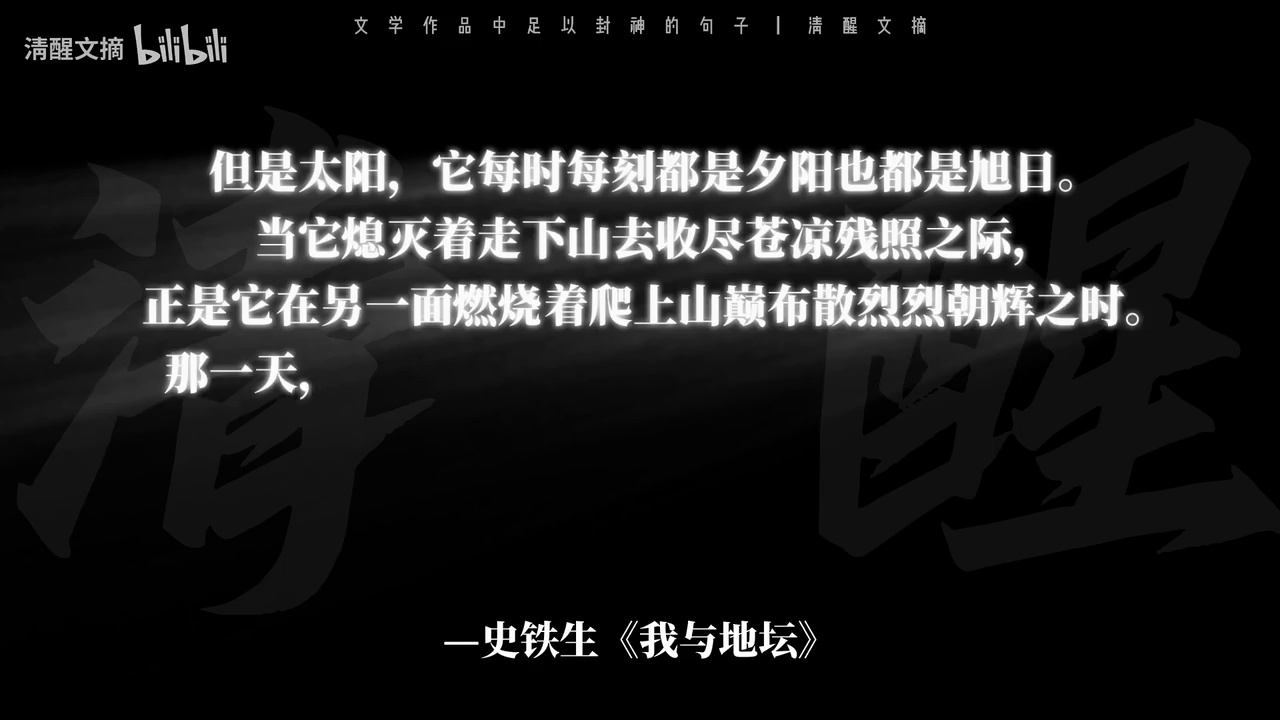 文学作品中足以封神的句子 | 清醒文摘
清醒文摘 bilibili
清醒
但是太阳，它每时每刻都是夕阳也都是旭日。
当它熄灭着走下山去收尽苍凉残照之际，
正是它在另一面燃烧着爬上山巅布散烈烈朝辉之时。
那一天，
—史铁生《我与地坛》